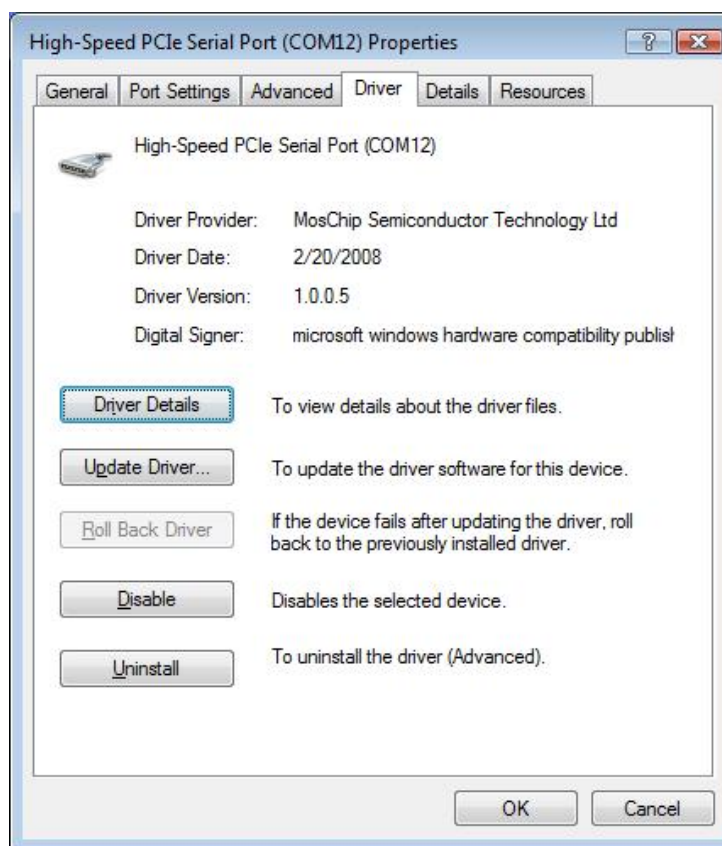 High-Speed PCIe Serial Port (COM12) Properties
General Port Settings Advanced Driver Details Resources
High-Speed PCIe Serial Port (COM12)
Driver Provider: MosChip Semiconductor Technology Ltd
Driver Date: 2/20/2008
Driver Version: 1.0.0.5
Digital Signer: microsoft windows hardware compatibility publish
Driver Details To view details about the driver files.
Update Driver... To update the driver software for this device.
Roll Back Driver If the device fails after updating the driver, roll
back to the previously installed driver.
Disable Disables the selected device.
Uninstall To uninstall the driver (Advanced).
OK Cancel